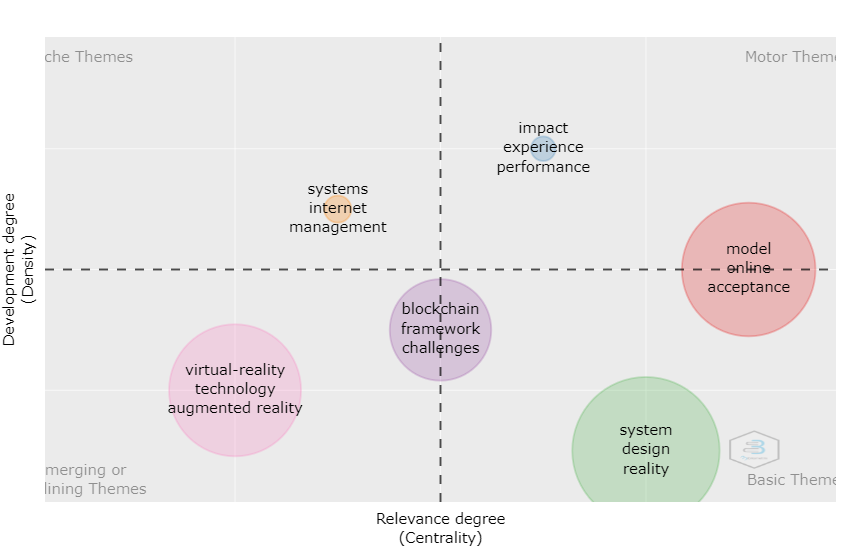 che Themes
Motor Theme
impact
experience
performance
systems
internet
management
model
online
acceptance
blockchain
framework
challenges
virtual-reality
technology
augmented reality
system
design
reality
merging or
lining Themes
Basic Theme
Development degree
(Density)
Relevance degree
(Centrality)